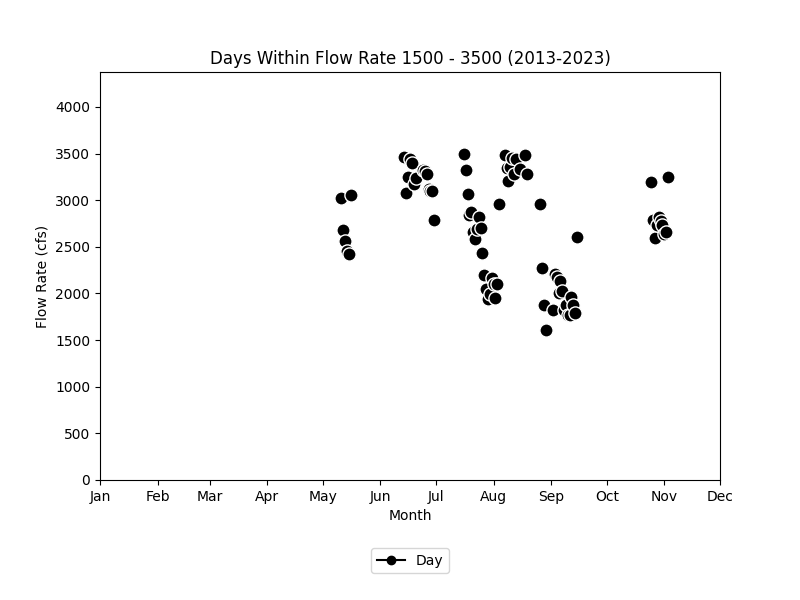 Days Within Flow Rate 1500 - 3500 (2013-2023)
4000
3500
3000
2500
2000
1500
1000
500
0
Flow Rate (cfs)
Jan Feb Mar Apr May Jun Jul Aug Sep Oct Nov Dec
Month
Day